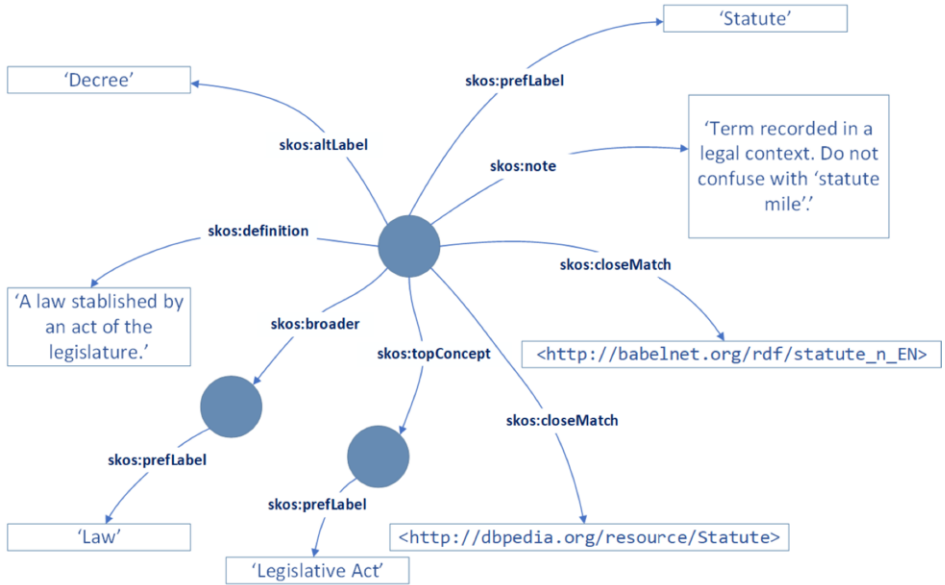 ‘Statute’
‘Decree’
skos:prefLabel
‘Term recorded in a
legal context. Do not
confuse with ‘statute
mile’.’
skos:altLabel
skos:note
skos:definition
skos:closeMatch
‘A law stablished by
an act of the
legislature.’
skos:broader
skos:topConcept
<http://babelnet.org/rdf/statute_n_EN>
skos:closeMatch
skos:prefLabel
skos:prefLabel
‘Law’
<http://dbpedia.org/resource/Statute>
‘Legislative Act’